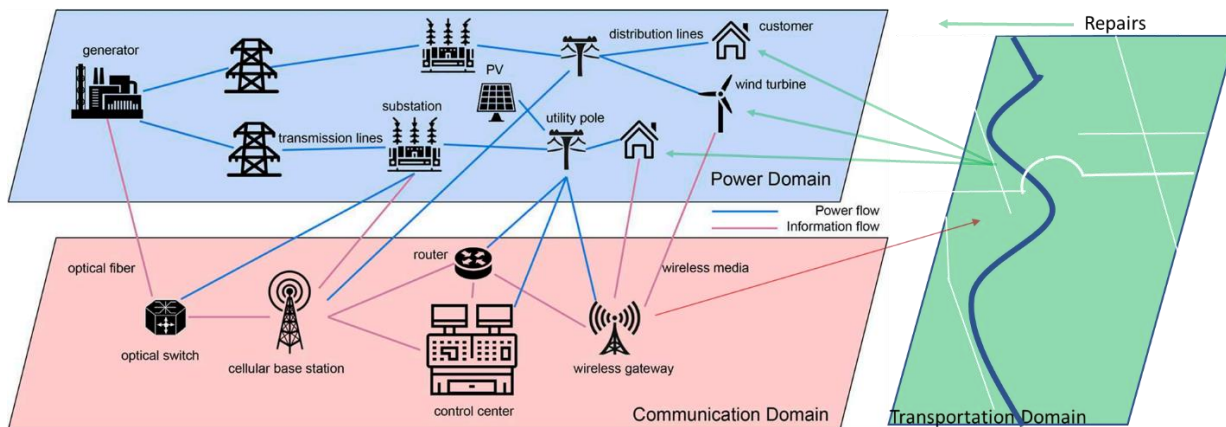 generator
distribution lines
customer
Repairs
PV
wind turbine
substation
utility pole
transmission lines
Power Domain
Power flow
Information flow
optical fiber
router
wireless media
optical switch
cellular base station
wireless gateway
control center
Communication Domain
Transportation Domain